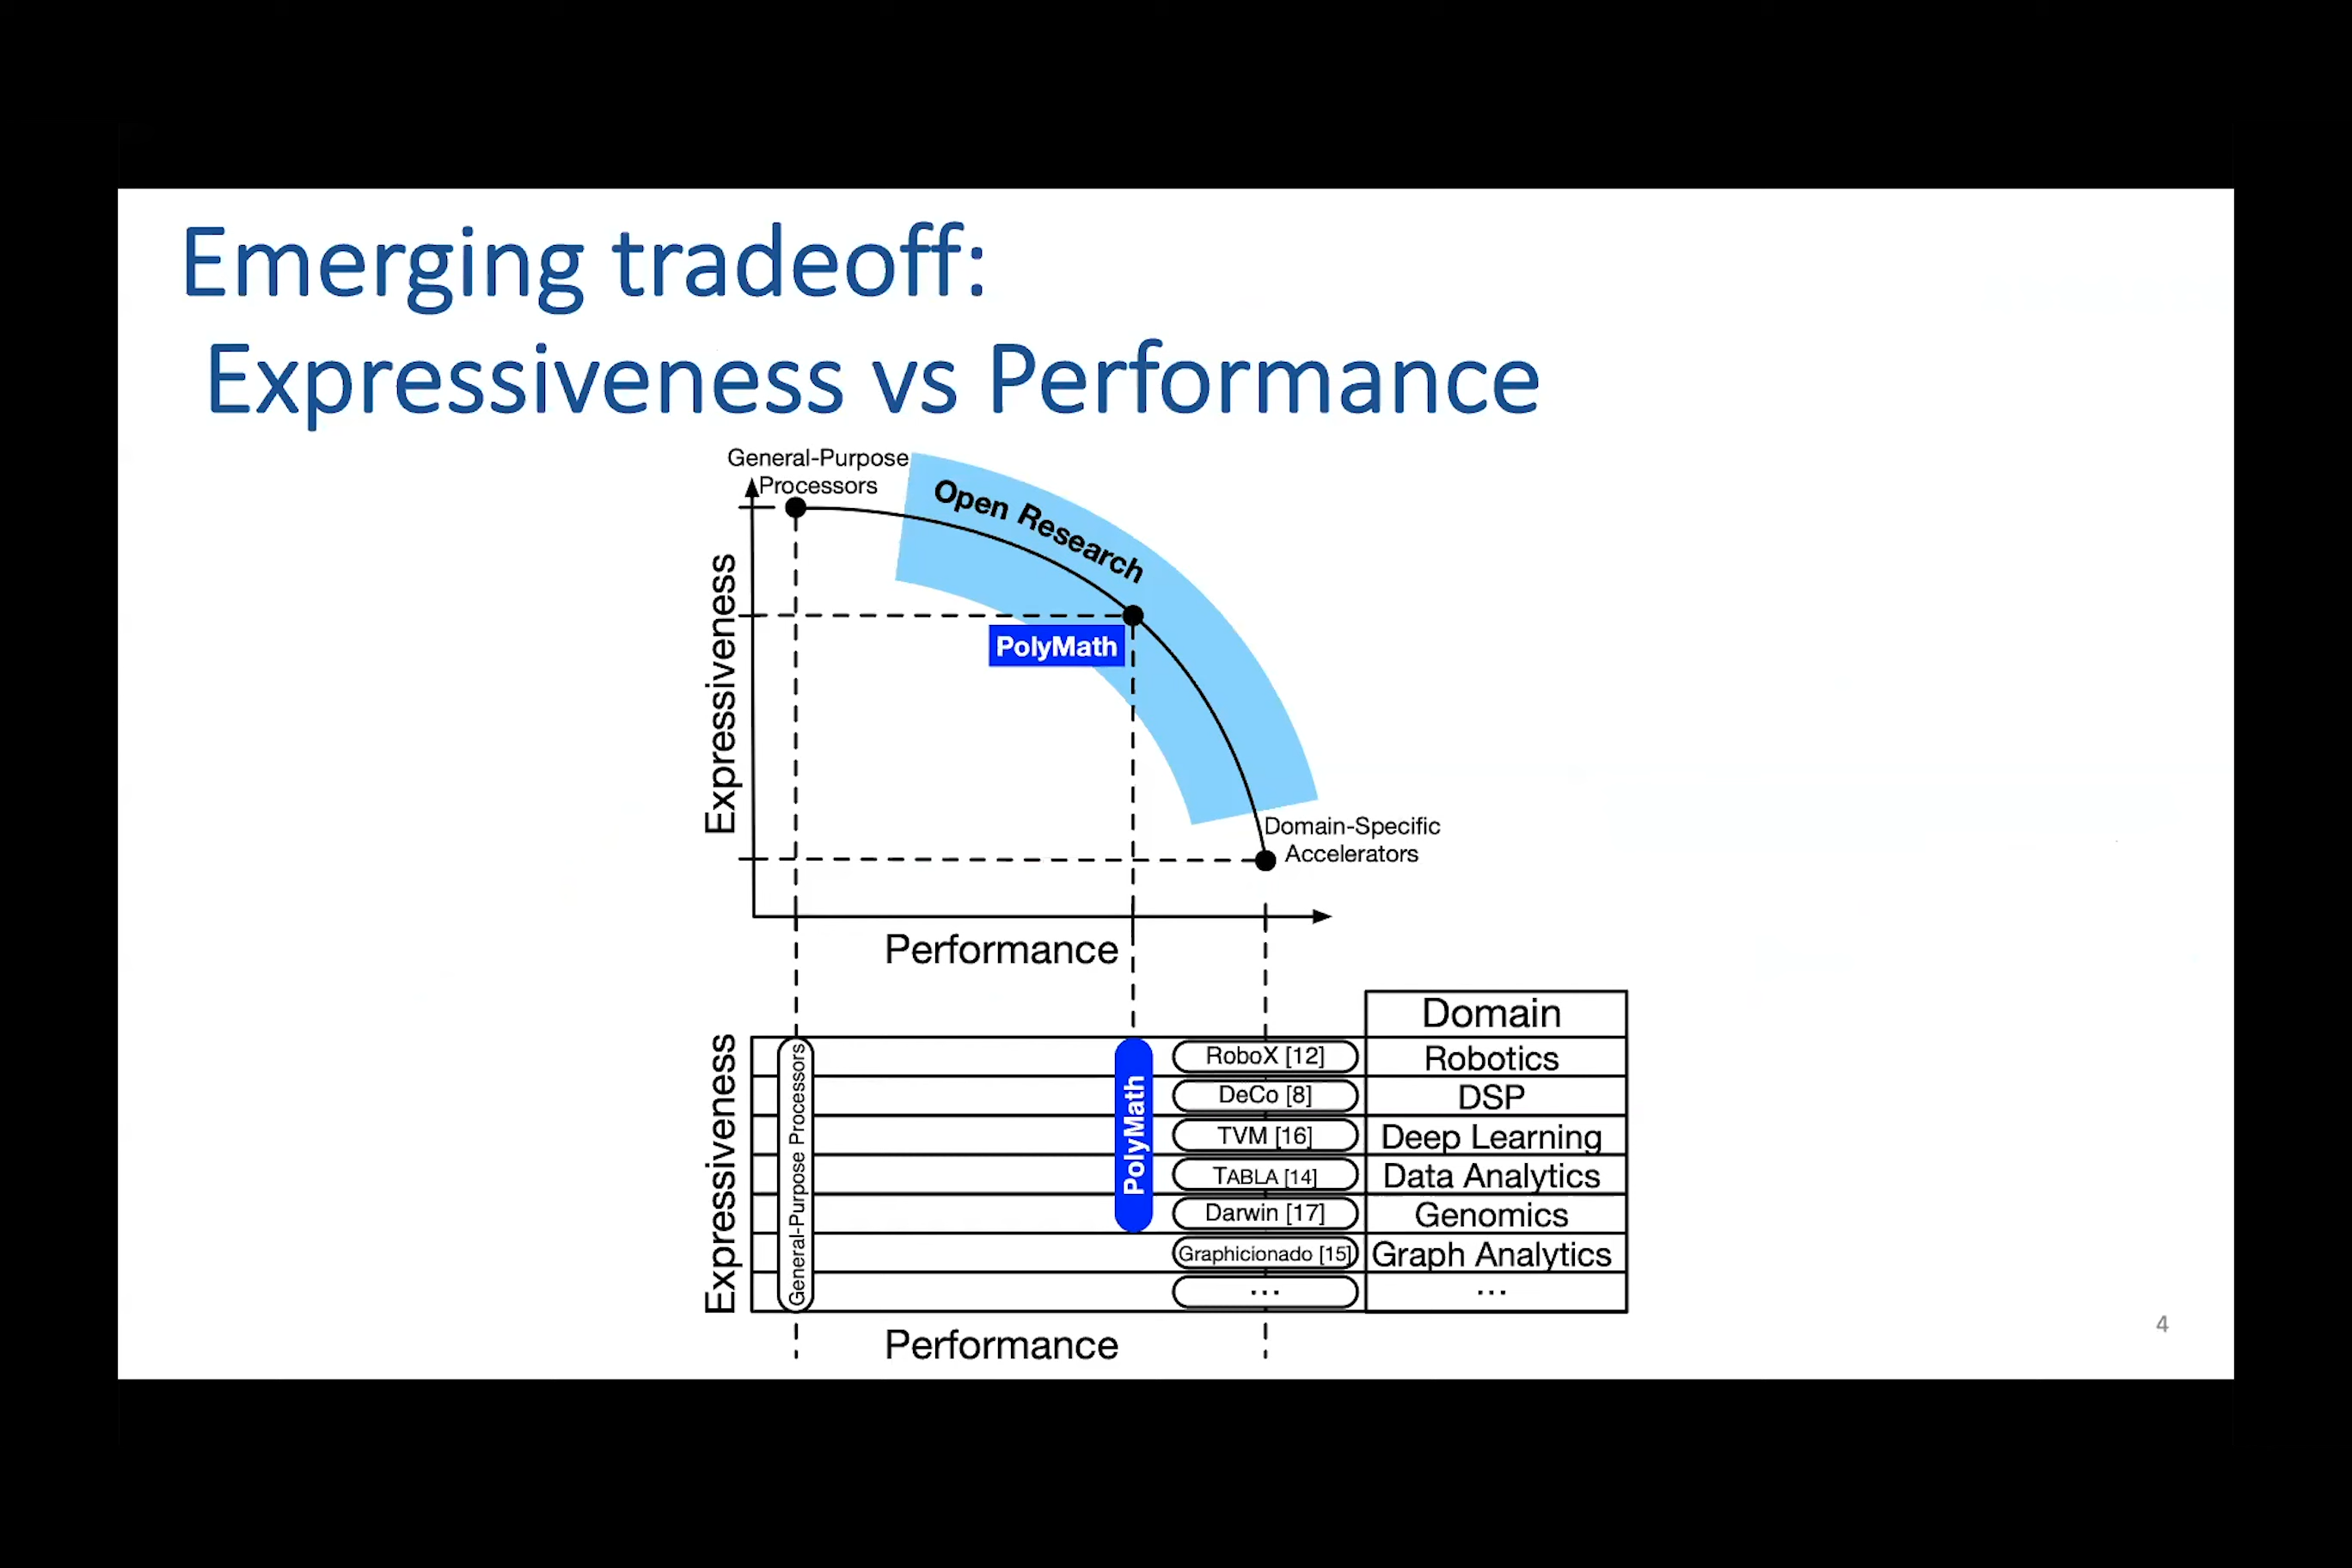 Emerging tradeoff:
Expressiveness vs Performance
General-Purpose
Processors
Open Research
Expressiveness
PolyMath
Domain-Specific
Accelerators
Performance
Domain
Expressiveness
General-Purpose Processors
PolyMath
RoboX [12]
Robotics
DeCo [8]
DSP
TVM [16]
Deep Learning
TABLA [14]
Data Analytics
Darwin [17]
Genomics
Graphicionado [15]
Graph Analytics
...
...
Performance
4